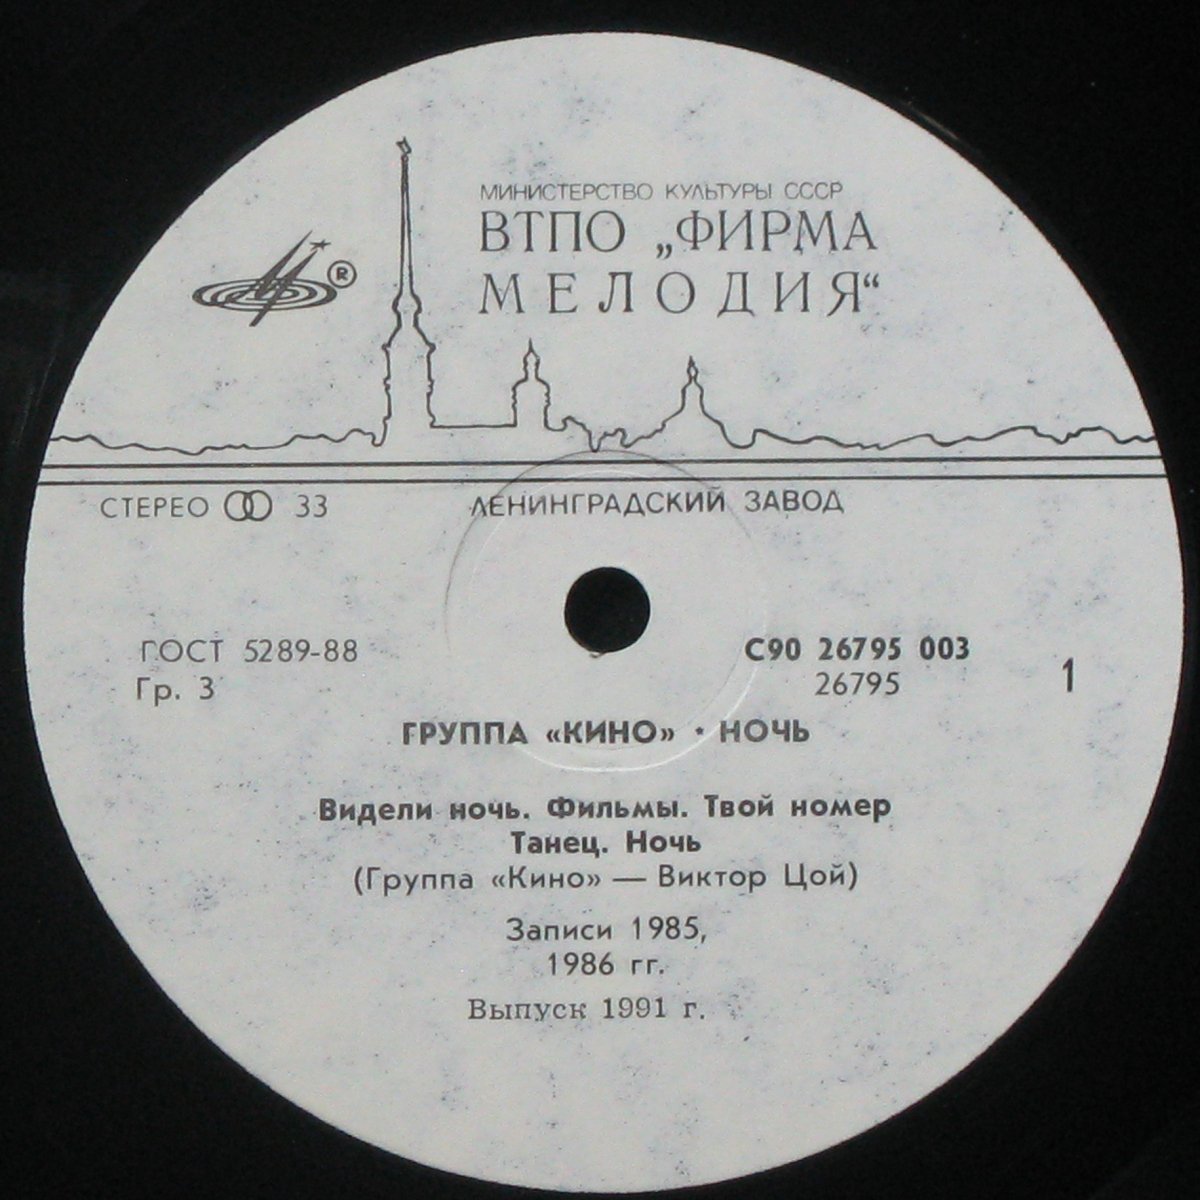 МИНИСТЕРСТВО КУЛЬТУРЫ СССР
ВТПО „ФИРМА
МЕЛОДИЯ“
®
СТЕРЕО 33
ЛЕНИНГРАДСКИЙ ЗАВОД
ГОСТ 5289-88
Гр. 3
С90 26795 003
26795
1
ГРУППА «КИНО» • НОЧЬ
Видели ночь. Фильмы. Твой номер
Танец. Ночь
(Группа «Кино» — Виктор Цой)
Записи 1985,
1986 гг.
Выпуск 1991 г.